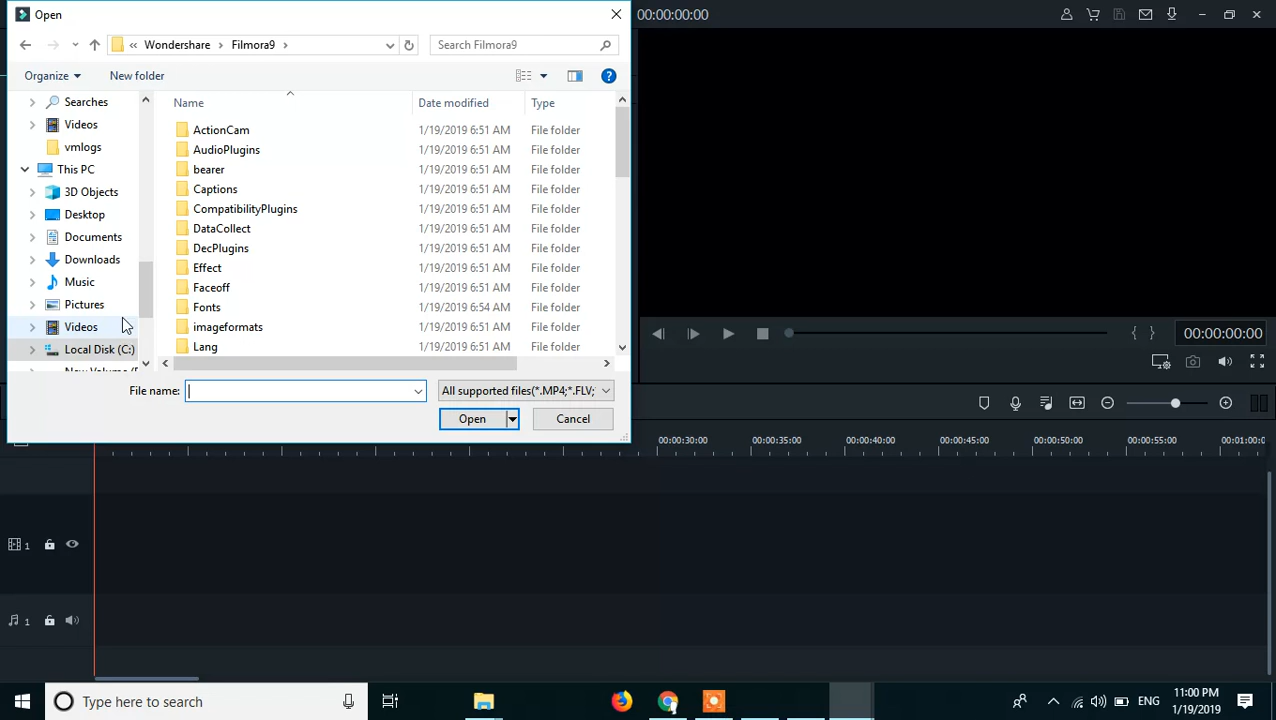 Open
00:00:00:00
« Wondershare › Filmora9 ›
Search Filmora9
Organize
New folder
Name
Date modified
Type
Searches
Videos
vmlogs
This PC
3D Objects
Desktop
Documents
Downloads
Music
Pictures
Videos
Local Disk (C:)
ActionCam 1/19/2019 6:51 AM File folder
AudioPlugins 1/19/2019 6:51 AM File folder
bearer 1/19/2019 6:51 AM File folder
Captions 1/19/2019 6:51 AM File folder
CompatibilityPlugins 1/19/2019 6:51 AM File folder
DataCollect 1/19/2019 6:51 AM File folder
DecPlugins 1/19/2019 6:51 AM File folder
Effect 1/19/2019 6:51 AM File folder
Faceoff 1/19/2019 6:51 AM File folder
Fonts 1/19/2019 6:54 AM File folder
imageformats 1/19/2019 6:51 AM File folder
Lang 1/19/2019 6:51 AM File folder
File name:
All supported files(*.MP4;*.FLV;
Open
Cancel
{ }
00:00:00:00
00:00:30:00 00:00:35:00 00:00:40:00 00:00:45:00 00:00:50:00 00:00:55:00 00:01:00:0
1
1
Type here to search
ENG
11:00 PM
1/19/2019